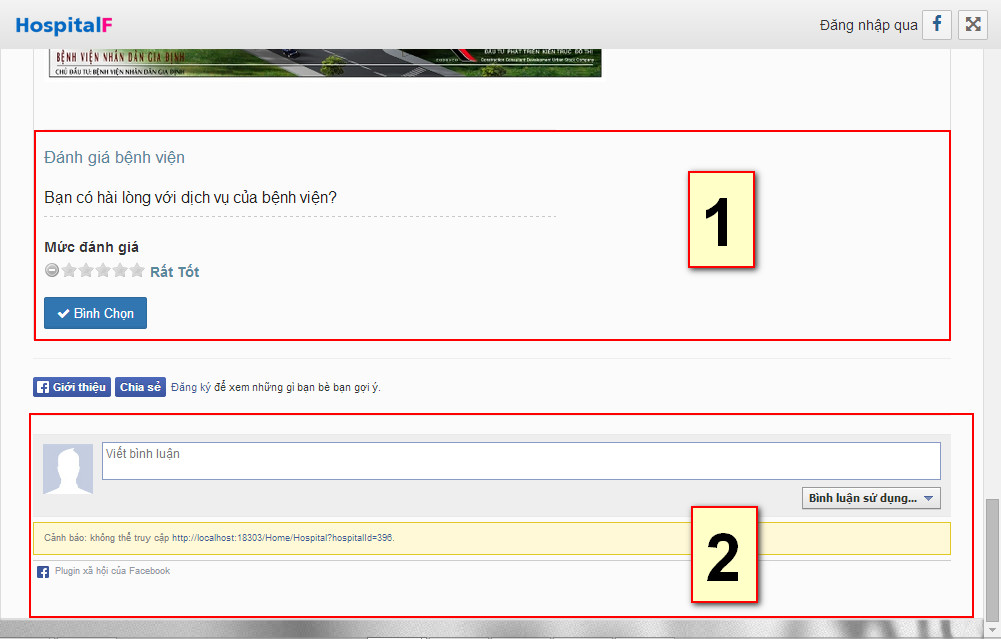 HospitalF
Đăng nhập qua
BỆNH VIỆN NHÂN DÂN GIA ĐỊNH
CHỦ ĐẦU TƯ: BỆNH VIỆN NHÂN DÂN GIA ĐỊNH
ĐẦU TƯ PHÁT TRIỂN KIẾN TRÚC ĐÔ THỊ
Construction Consultant Development Urban Stock Company
Đánh giá bệnh viện
Bạn có hài lòng với dịch vụ của bệnh viện?
1
Mức đánh giá
Rất Tốt
Bình Chọn
Giới thiệu Chia sẻ Đăng ký để xem những gì bạn bè bạn gợi ý.
Viết bình luận
Bình luận sử dụng...
2
Cảnh báo: không thể truy cập http://localhost:18303/Home/Hospital?hospitalId=396.
Plugin xã hội của Facebook